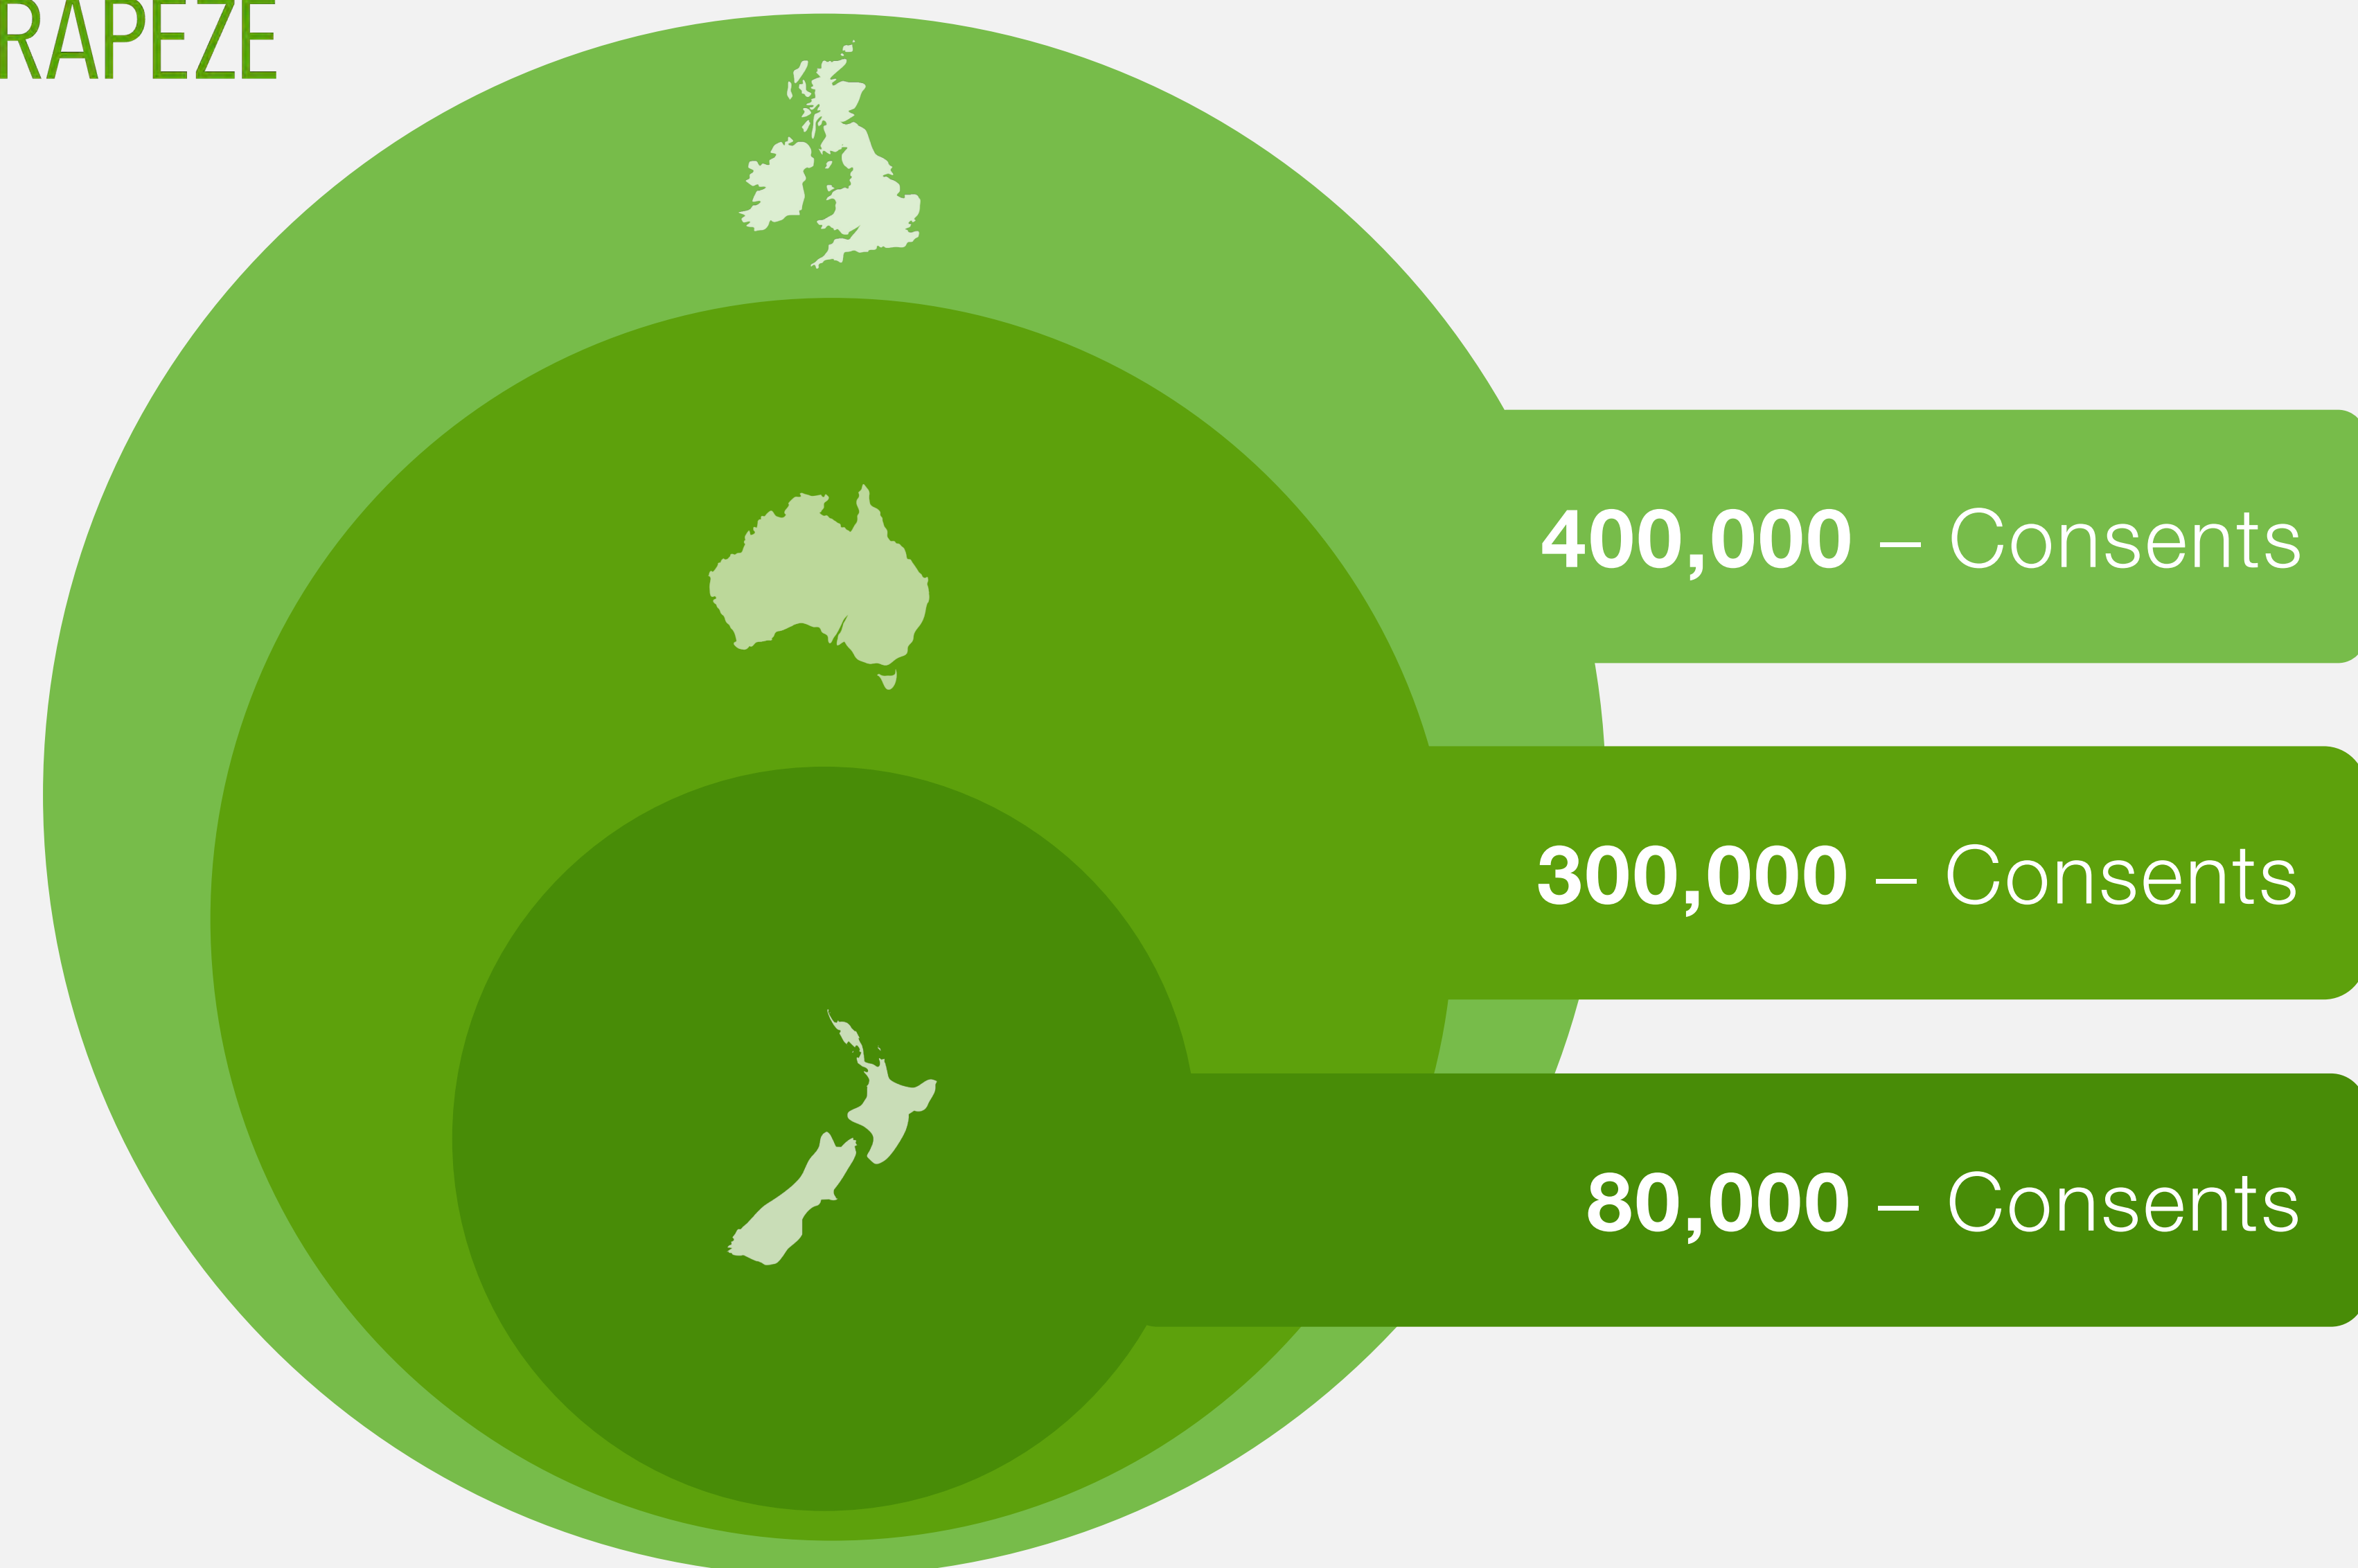 RAPEZE
400,000 – Consents
300,000 – Consents
80,000 – Consents